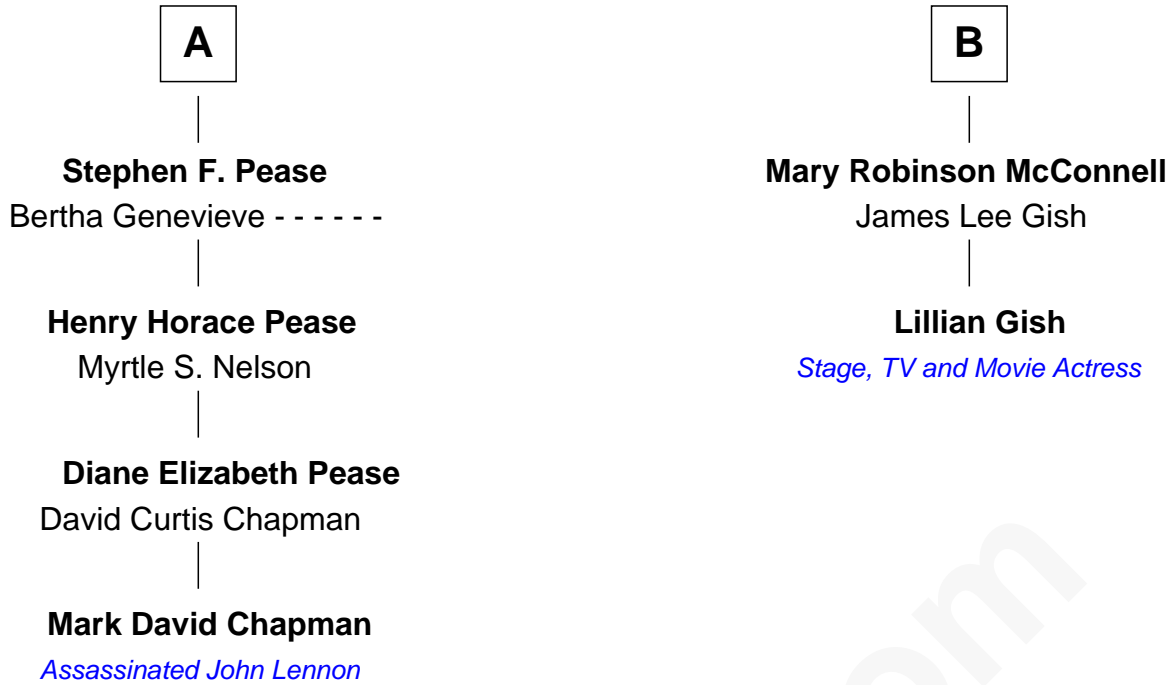 A
B
Stephen F. Pease
Bertha Genevieve - - - - - -
Mary Robinson McConnell
James Lee Gish
Henry Horace Pease
Myrtle S. Nelson
Lillian Gish
Stage, TV and Movie Actress
Diane Elizabeth Pease
David Curtis Chapman
Mark David Chapman
Assassinated John Lennon
om